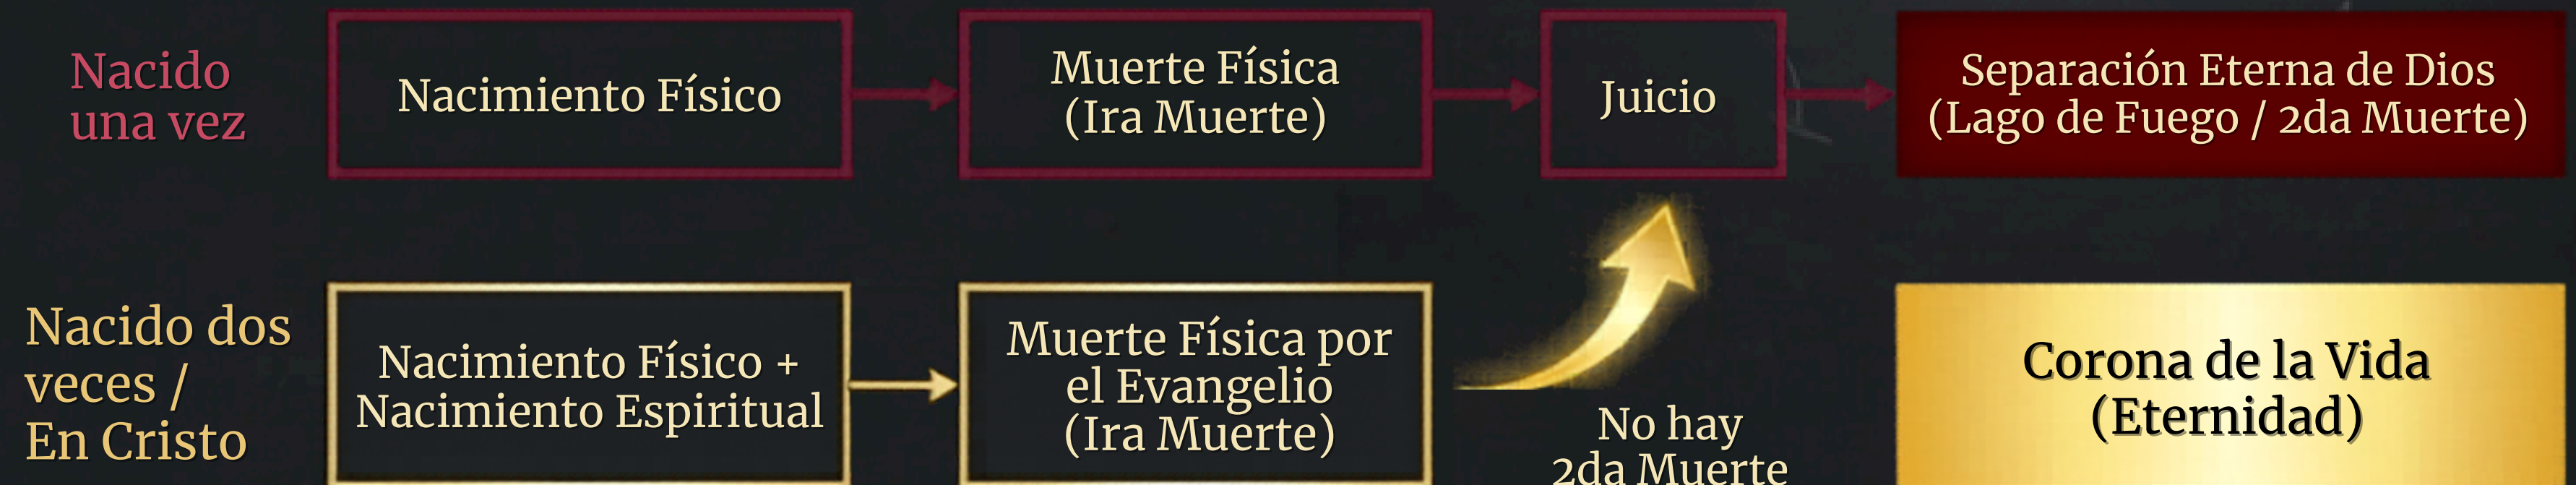 Nacido
una vez
Nacimiento Físico
Muerte Física
(Ira Muerte)
Juicio
Separación Eterna de Dios
(Lago de Fuego / 2da Muerte)
Nacido dos
veces /
En Cristo
Nacimiento Físico +
Nacimiento Espiritual
Muerte Física por
el Evangelio
(Ira Muerte)
No hay
2da Muerte
Corona de la Vida
(Eternidad)